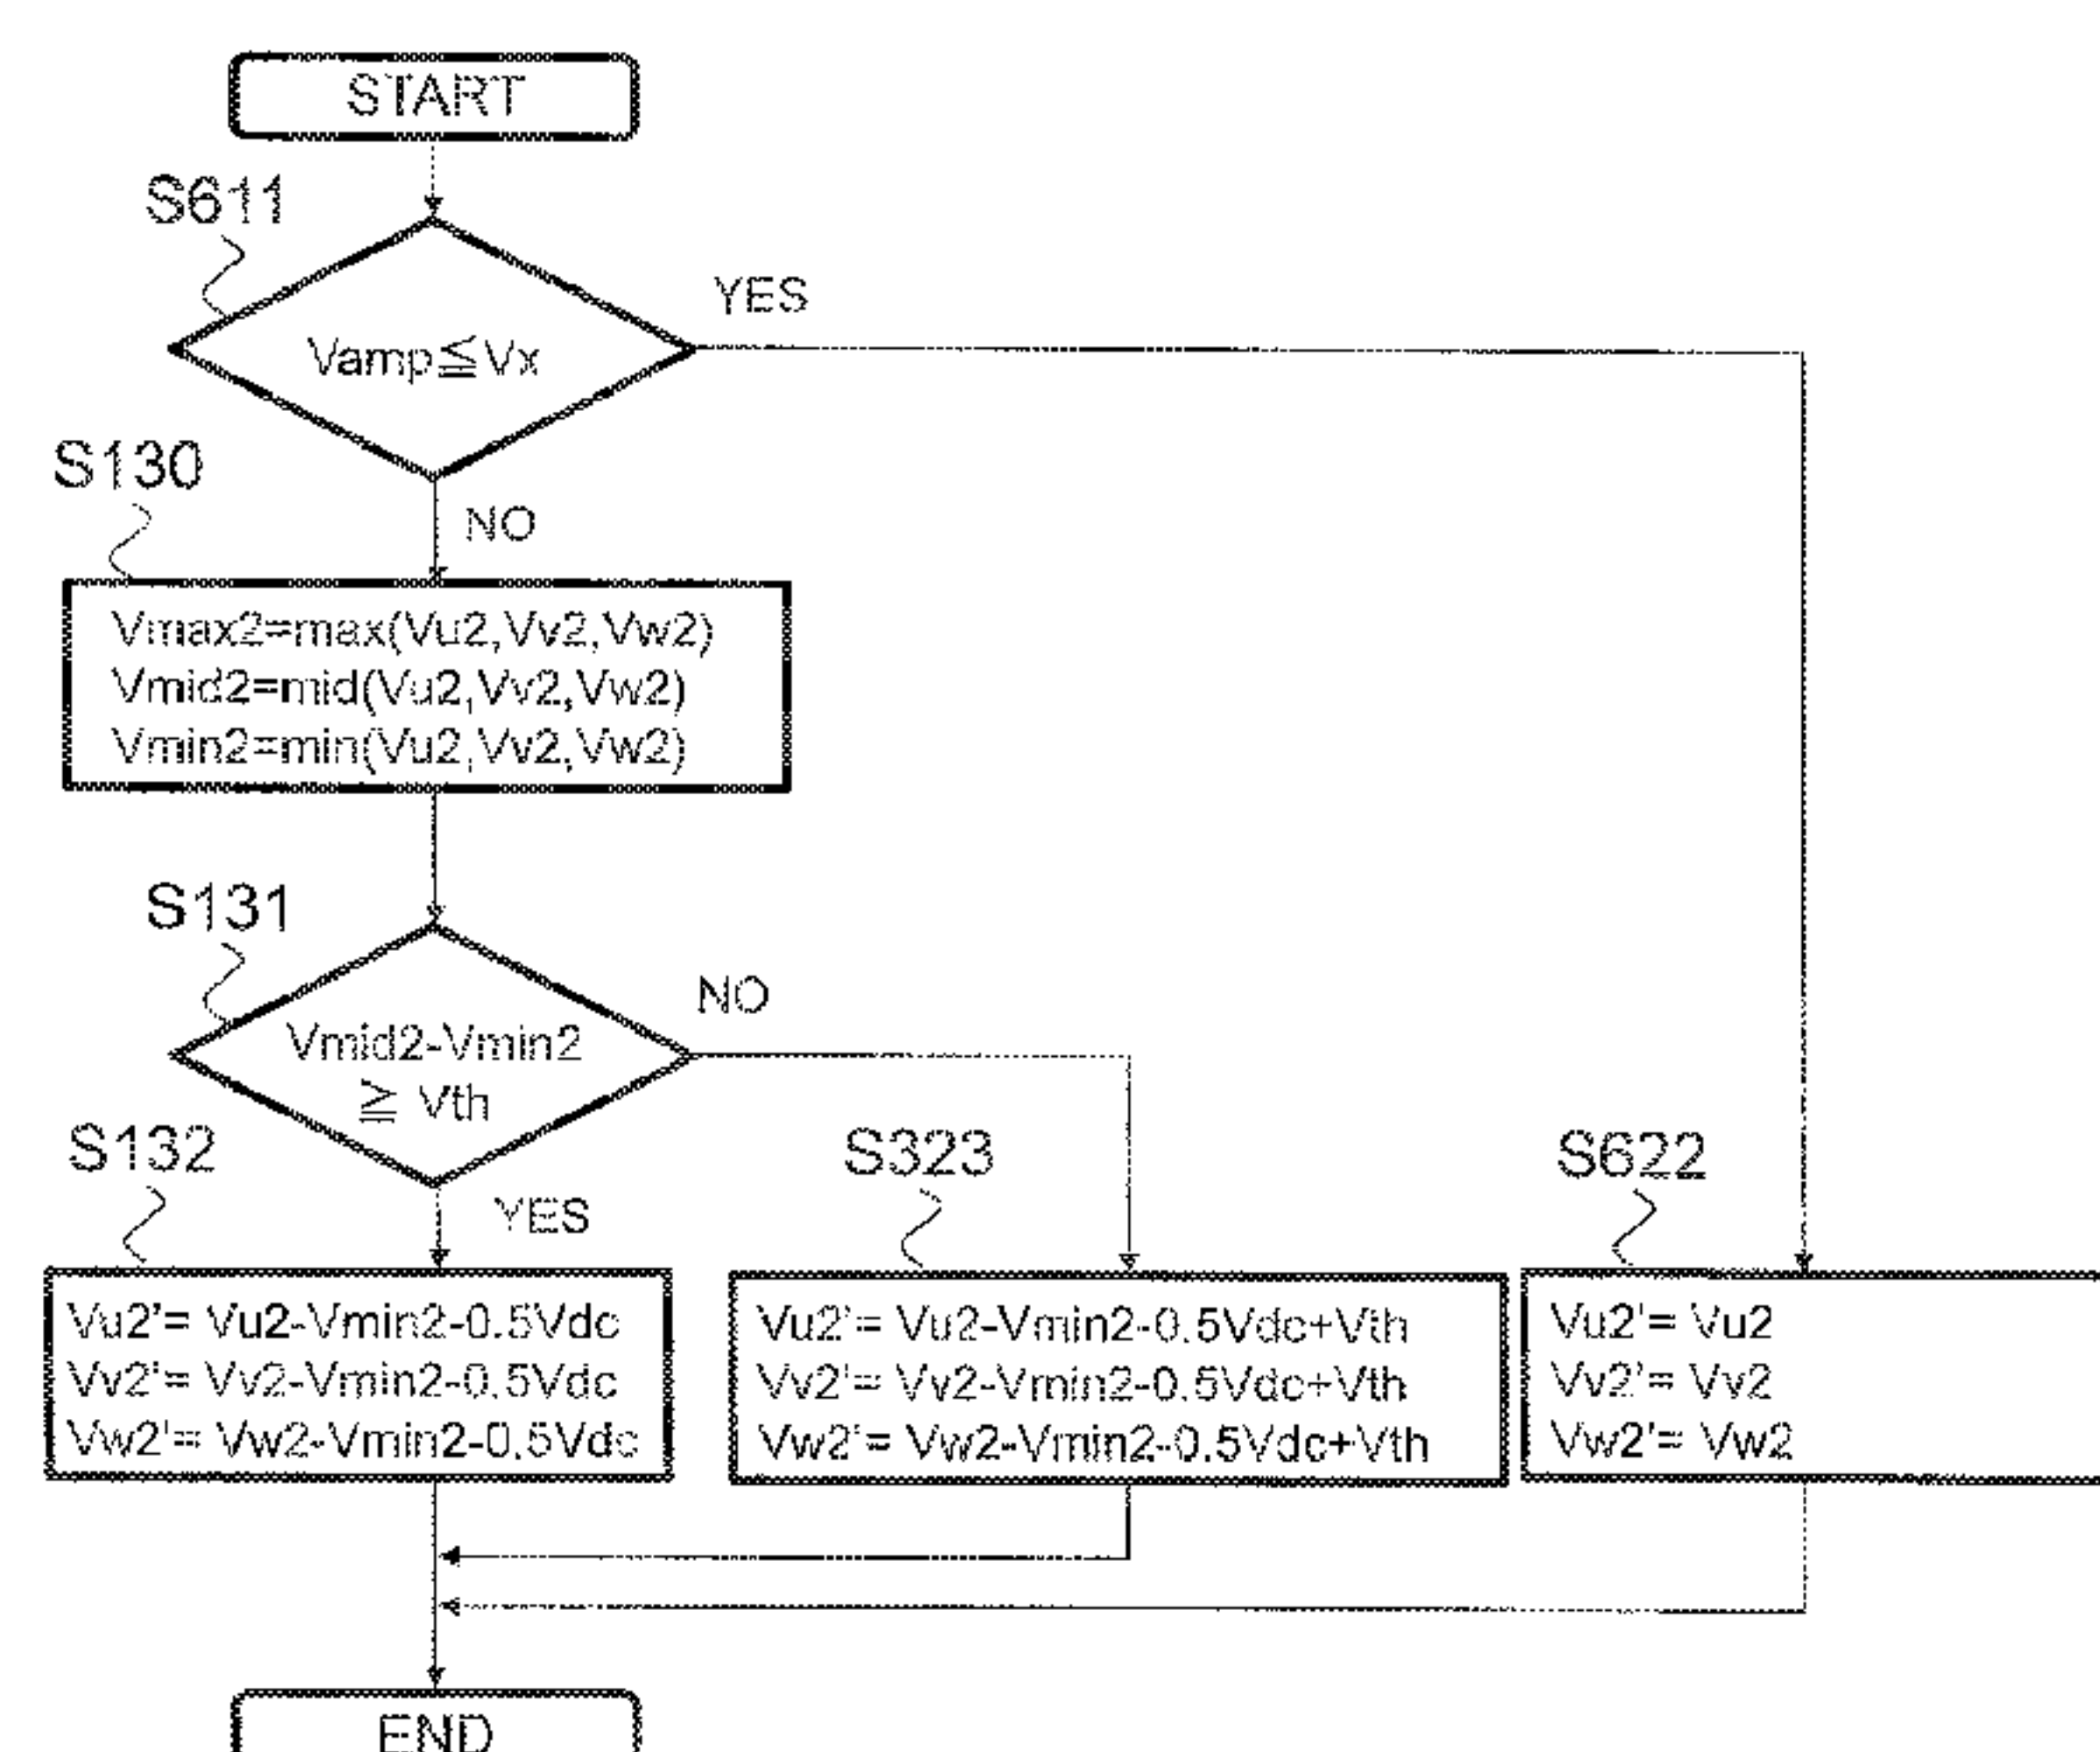 START
S611
YES
Vamp≦Vx
S130
NO
Vmax2=max(Vu2,Vv2,Vw2)
Vmid2=mid(Vu2,Vv2,Vw2)
Vmin2=min(Vu2,Vv2,Vw2)
S131
NO
Vmid2-Vmin2
≧ Vth
S132
YES
S323
S622
Vu2'= Vu2-Vmin2-0.5Vdc
Vv2'= Vv2-Vmin2-0.5Vdc
Vw2'= Vw2-Vmin2-0.5Vdc
Vu2'= Vu2-Vmin2-0.5Vdc+Vth
Vv2'= Vv2-Vmin2-0.5Vdc+Vth
Vw2'= Vw2-Vmin2-0.5Vdc+Vth
Vu2'= Vu2
Vv2'= Vv2
Vw2'= Vw2
END